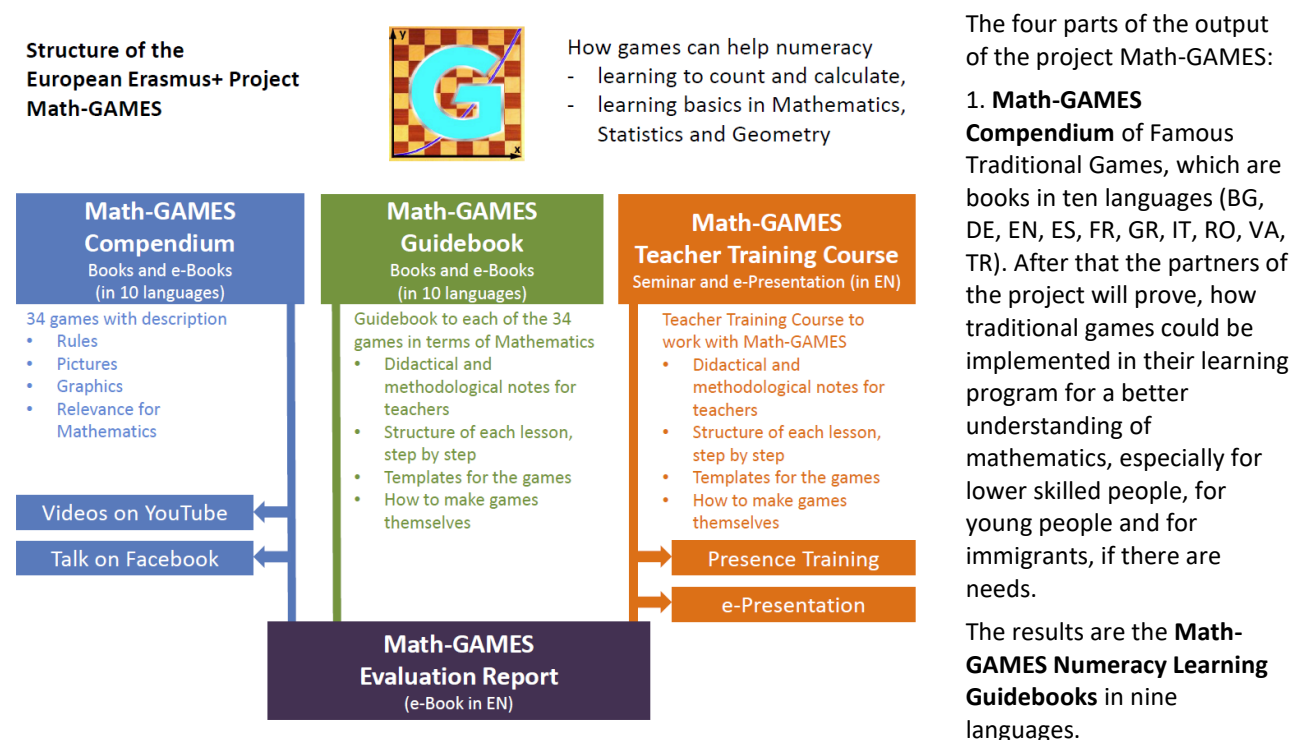 Structure of the
European Erasmus+ Project
Math-GAMES
y
G
x
How games can help numeracy
- learning to count and calculate,
- learning basics in Mathematics,
Statistics and Geometry
Math-GAMES
Compendium
Books and e-Books
(in 10 languages)
34 games with description
• Rules
• Pictures
• Graphics
• Relevance for
Mathematics
Videos on YouTube
Talk on Facebook
Math-GAMES
Guidebook
Books and e-Books
(in 10 languages)
Guidebook to each of the 34
games in terms of Mathematics
• Didactical and
methodological notes for
teachers
• Structure of each lesson,
step by step
• Templates for the games
• How to make games
themselves
Math-GAMES
Teacher Training Course
Seminar and e-Presentation (in EN)
Teacher Training Course to
work with Math-GAMES
• Didactical and
methodological notes for
teachers
• Structure of each lesson,
step by step
• Templates for the games
• How to make games
themselves
Presence Training
e-Presentation
Math-GAMES
Evaluation Report
(e-Book in EN)
The four parts of the output
of the project Math-GAMES:
1. Math-GAMES
Compendium of Famous
Traditional Games, which are
books in ten languages (BG,
DE, EN, ES, FR, GR, IT, RO, VA,
TR). After that the partners of
the project will prove, how
traditional games could be
implemented in their learning
program for a better
understanding of
mathematics, especially for
lower skilled people, for
young people and for
immigrants, if there are
needs.
The results are the Math-
GAMES Numeracy Learning
Guidebooks in nine
languages.